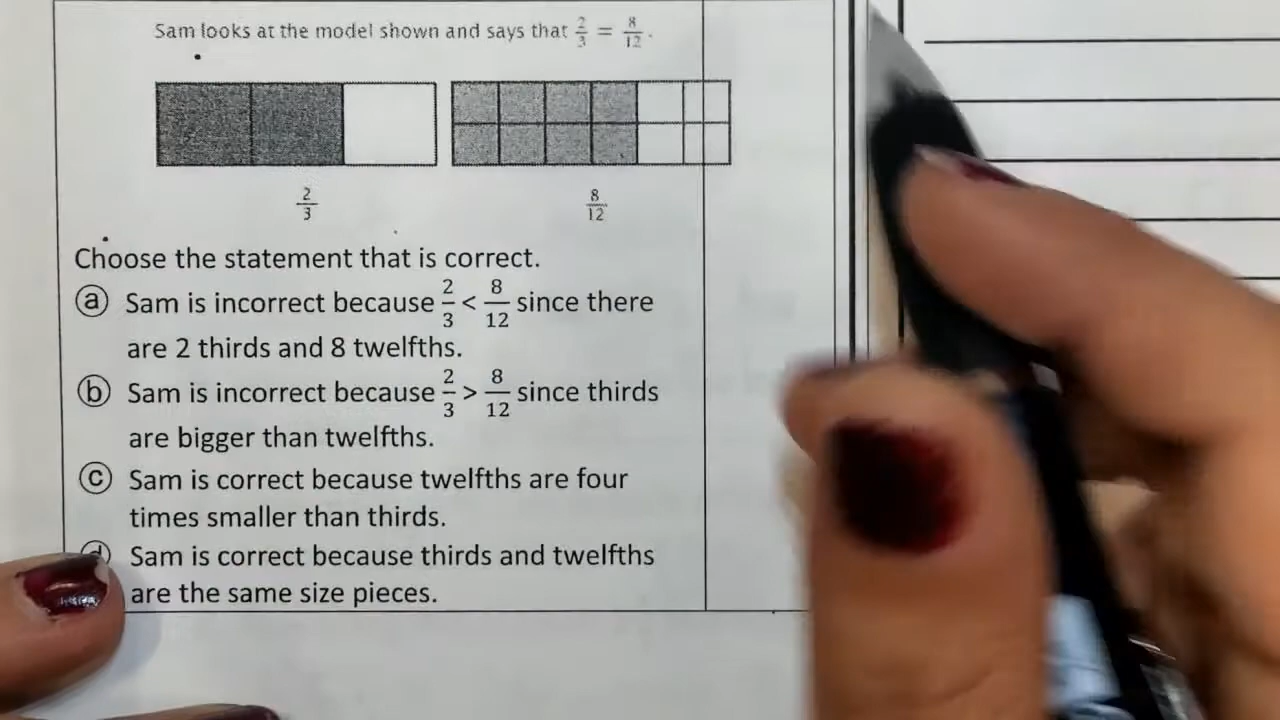 Sam looks at the model shown and says that 2/3 = 8/12.
2/3 8/12
Choose the statement that is correct.
ⓐ Sam is incorrect because 2/3 < 8/12 since there
are 2 thirds and 8 twelfths.
ⓑ Sam is incorrect because 2/3 > 8/12 since thirds
are bigger than twelfths.
ⓒ Sam is correct because twelfths are four
times smaller than thirds.
ⓓ Sam is correct because thirds and twelfths
are the same size pieces.